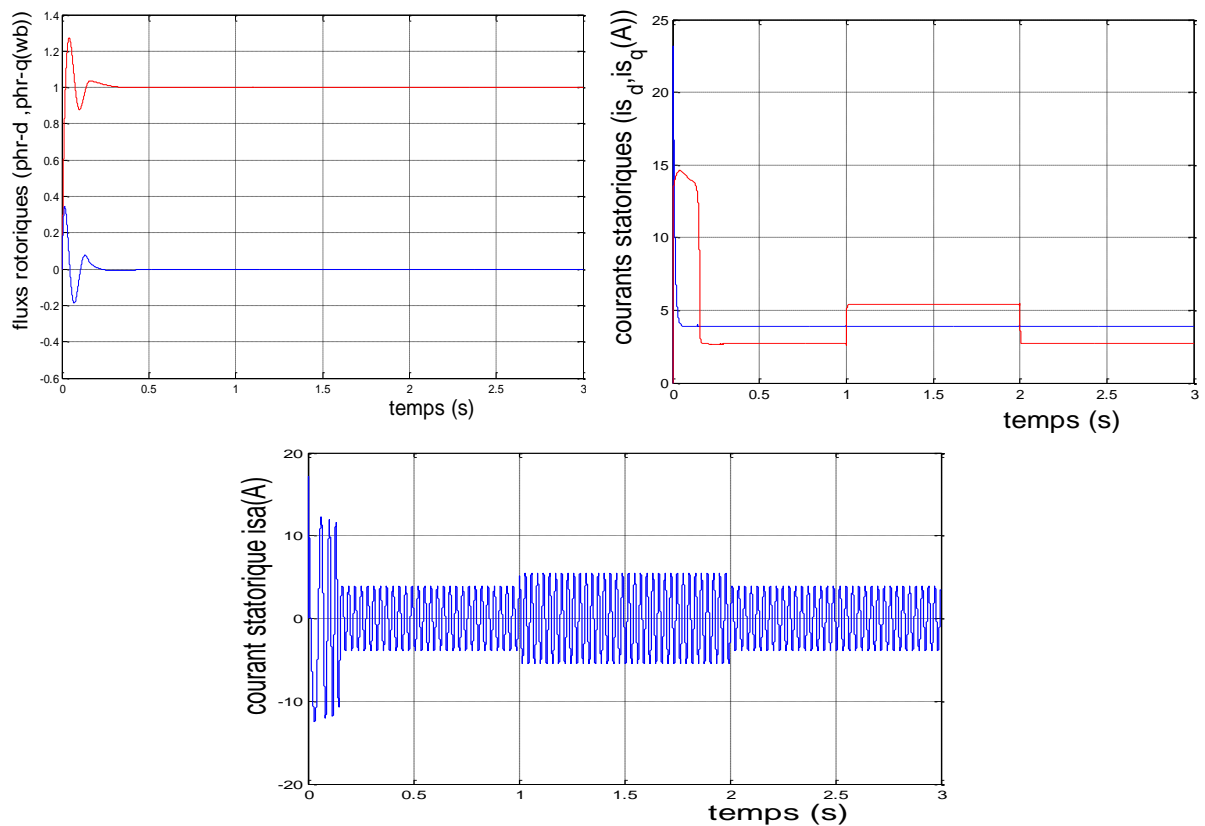 fluxs rotoriques (phr-d ,phr-q(wb))
1.4
1.2
1
0.8
0.6
0.4
0.2
0
-0.2
-0.4
-0.6
0 0.5 1 1.5 2 2.5 3
temps (s)
courants statoriques (is_d,is_q(A))
25
20
15
10
5
0
0 0.5 1 1.5 2 2.5 3
temps (s)
courant statorique isa(A)
20
10
0
-10
-20
0 0.5 1 1.5 2 2.5 3
temps (s)